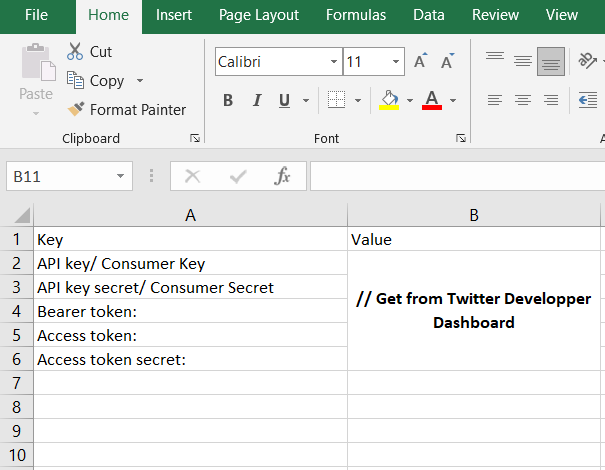 File Home Insert Page Layout Formulas Data Review View
Cut
Copy
Paste
Format Painter
Clipboard
Calibri 11 A A
B I U A
Font
B11 fx
A B
1 Key Value
2 API key/ Consumer Key
3 API key secret/ Consumer Secret
4 Bearer token:
5 Access token:
6 Access token secret:
// Get from Twitter Developper
Dashboard
7
8
9
10